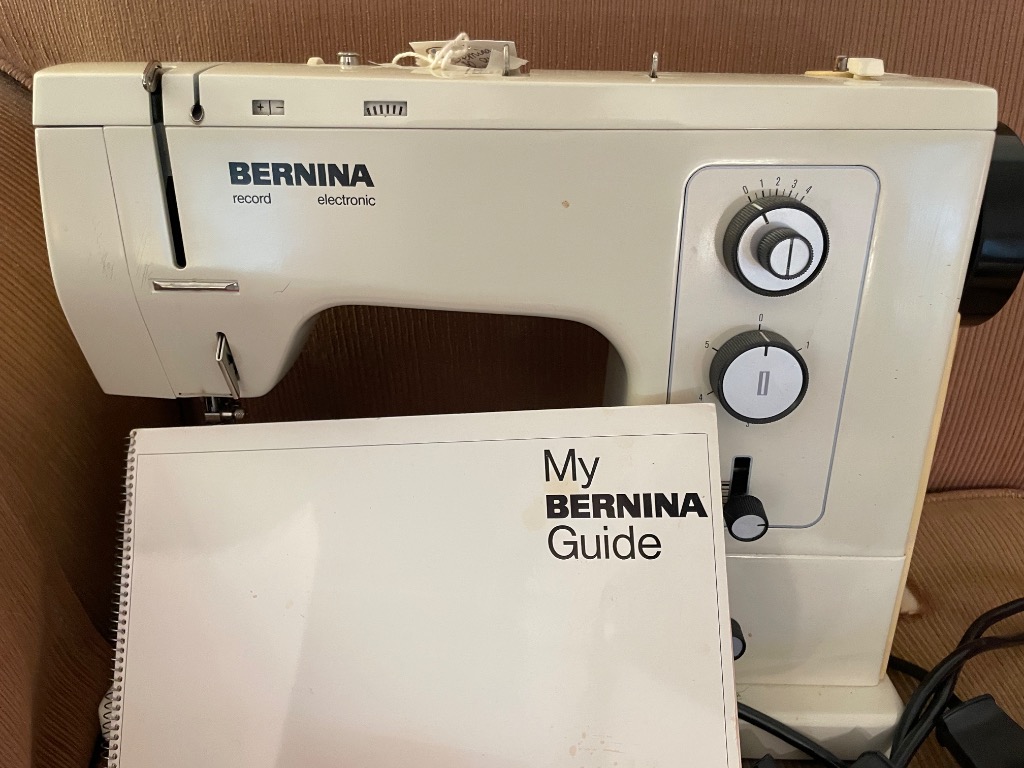 + -
BERNINA
record electronic
0 1 2 3 4
0
5 1
4
3
My
BERNINA
Guide